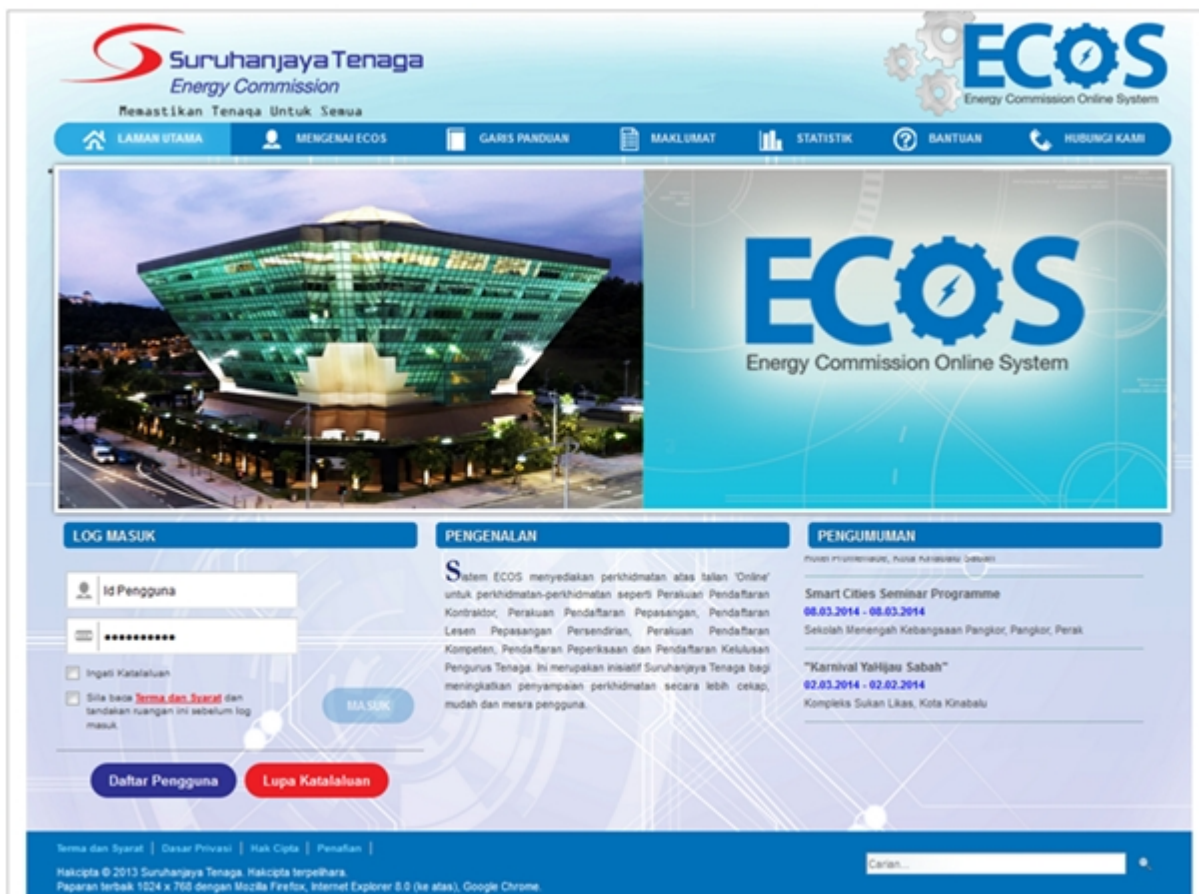 Suruhanjaya Tenaga
Energy Commission
Memastikan Tenaga Untuk Semua
ECOS
Energy Commission Online System
LAMAN UTAMA
MENGENAI ECOS
GARIS PANDUAN
MAKLUMAT
STATISTIK
BANTUAN
HUBUNGI KAMI
ECOS
Energy Commission Online System
LOG MASUK
Id Pengguna
Ingati Katalaluan
Sila baca Terma dan Syarat dan
tandakan ruangan ini sebelum log
masuk.
MASUK
Daftar Pengguna
Lupa Katalaluan
PENGENALAN
Sistem ECOS menyediakan perkhidmatan atas talian 'Online'
untuk perkhidmatan-perkhidmatan seperti Perakuan Pendaftaran
Kontraktor, Perakuan Pendaftaran Pepasangan, Pendaftaran
Lesen Pepasangan Persendirian, Perakuan Pendaftaran
Kompeten, Pendaftaran Peperiksaan dan Pendaftaran Kelulusan
Pengurus Tenaga. Ini merupakan inisiatif Suruhanjaya Tenaga bagi
meningkatkan penyampaian perkhidmatan secara lebih cekap,
mudah dan mesra pengguna.
PENGUMUMAN
Hotel Promenade, Kota Kinabalu Sabah
Smart Cities Seminar Programme
08.03.2014 - 08.03.2014
Sekolah Menengah Kebangsaan Pangkor, Pangkor, Perak
"Karnival YaHijau Sabah"
02.03.2014 - 02.02.2014
Kompleks Sukan Likas, Kota Kinabalu
Terma dan Syarat | Dasar Privasi | Hak Cipta | Penafian |
Hakcipta © 2013 Suruhanjaya Tenaga. Hakcipta terpelihara.
Paparan terbaik 1024 x 768 dengan Mozilla Firefox, Internet Explorer 8.0 (ke atas), Google Chrome.
Carian...